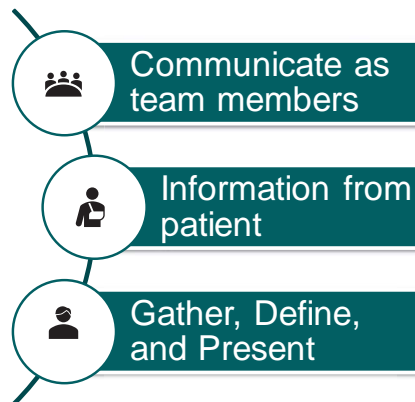 Communicate as
team members
Information from
patient
Gather, Define,
and Present